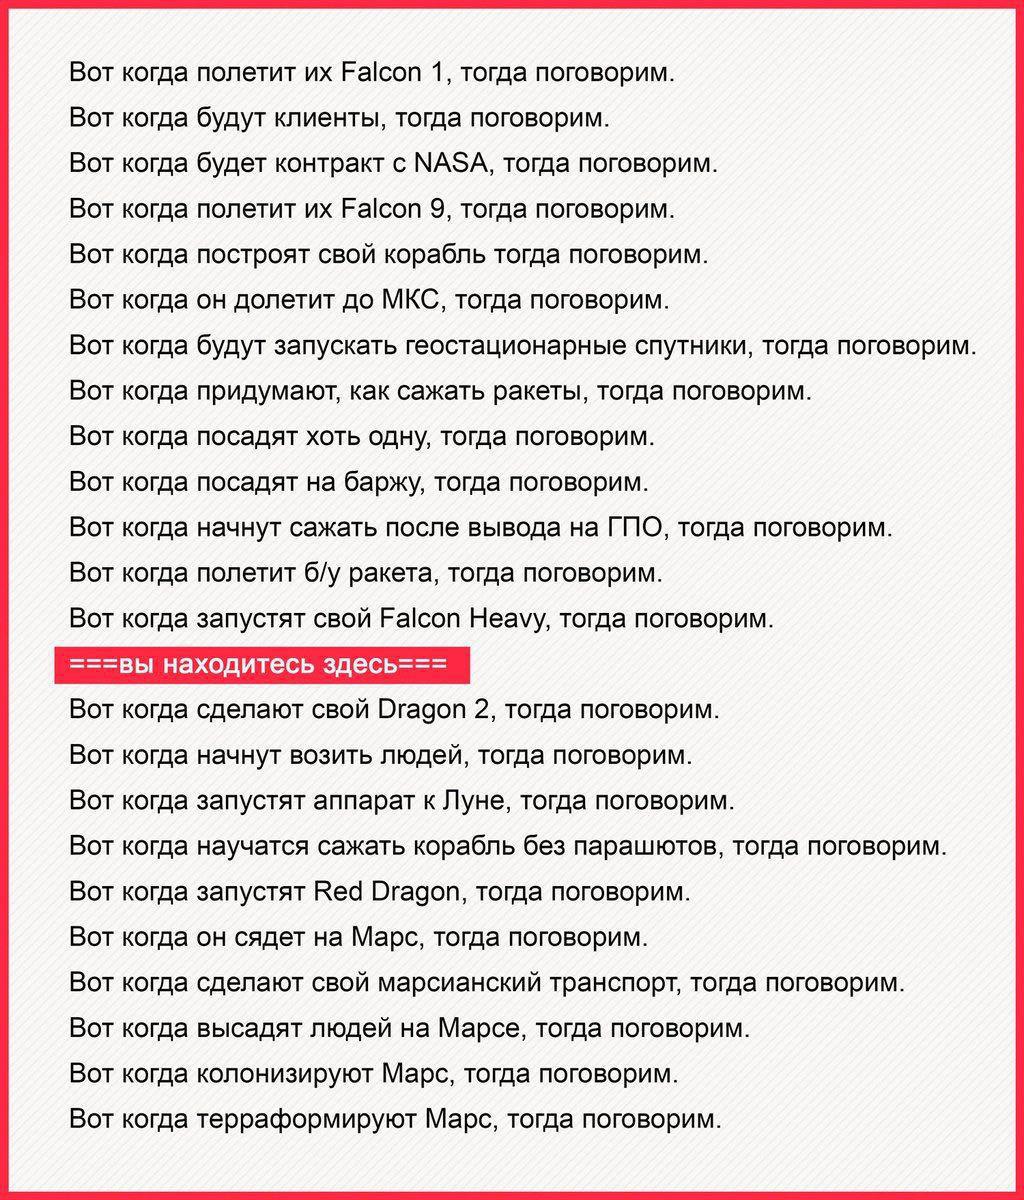 Вот когда полетит их Falcon 1, тогда поговорим.
Вот когда будут клиенты, тогда поговорим.
Вот когда будет контракт с NASA, тогда поговорим.
Вот когда полетит их Falcon 9, тогда поговорим.
Вот когда построят свой корабль тогда поговорим.
Вот когда он долетит до МКС, тогда поговорим.
Вот когда будут запускать геостационарные спутники, тогда поговорим.
Вот когда придумают, как сажать ракеты, тогда поговорим.
Вот когда посадят хоть одну, тогда поговорим.
Вот когда посадят на баржу, тогда поговорим.
Вот когда начнут сажать после вывода на ГПО, тогда поговорим.
Вот когда полетит б/у ракета, тогда поговорим.
Вот когда запустят свой Falcon Heavy, тогда поговорим.
===вы находитесь здесь===
Вот когда сделают свой Dragon 2, тогда поговорим.
Вот когда начнут возить людей, тогда поговорим.
Вот когда запустят аппарат к Луне, тогда поговорим.
Вот когда научатся сажать корабль без парашютов, тогда поговорим.
Вот когда запустят Red Dragon, тогда поговорим.
Вот когда он сядет на Марс, тогда поговорим.
Вот когда сделают свой марсианский транспорт, тогда поговорим.
Вот когда высадят людей на Марсе, тогда поговорим.
Вот когда колонизируют Марс, тогда поговорим.
Вот когда терраформируют Марс, тогда поговорим.